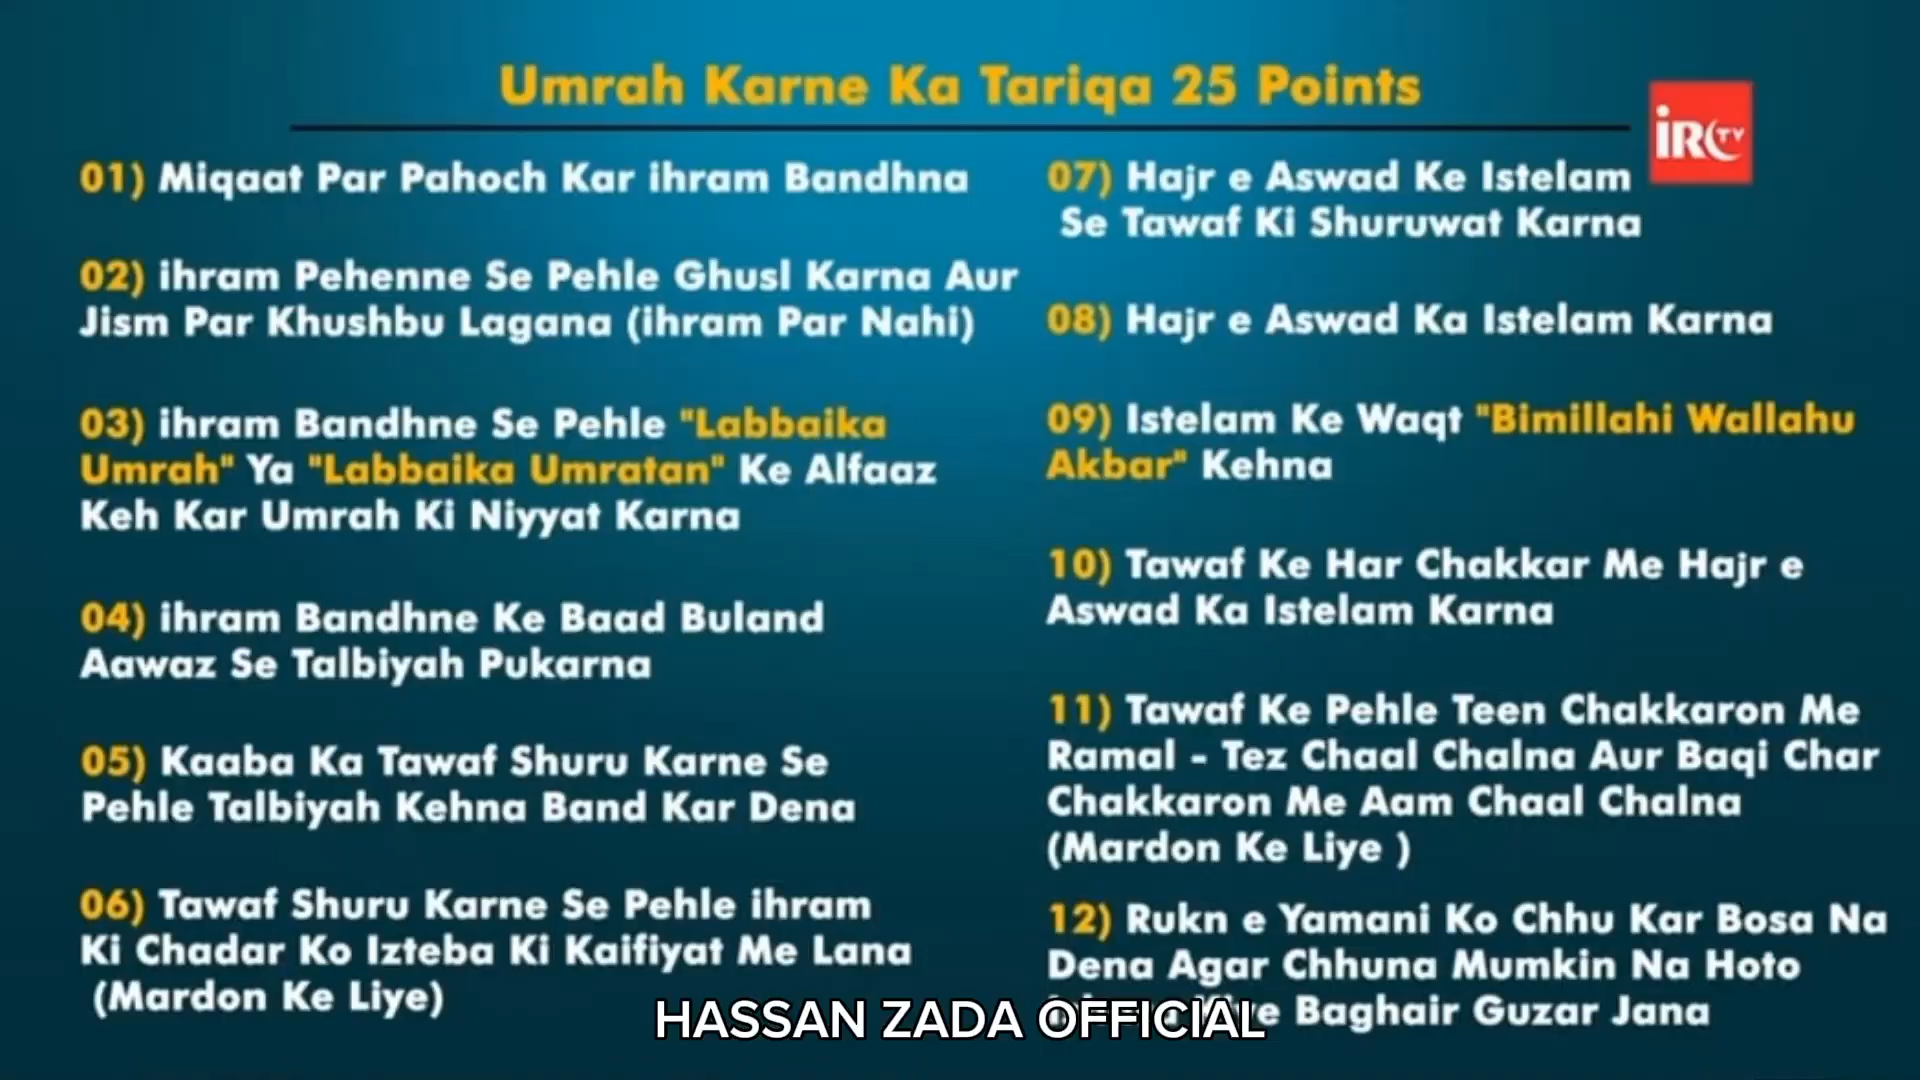 Umrah Karne Ka Tariqa 25 Points
iRC TV
01) Miqaat Par Pahoch Kar ihram Bandhna
02) ihram Pehenne Se Pehle Ghusl Karna Aur
Jism Par Khushbu Lagana (ihram Par Nahi)
03) ihram Bandhne Se Pehle "Labbaika
Umrah" Ya "Labbaika Umratan" Ke Alfaaz
Keh Kar Umrah Ki Niyyat Karna
04) ihram Bandhne Ke Baad Buland
Aawaz Se Talbiyah Pukarna
05) Kaaba Ka Tawaf Shuru Karne Se
Pehle Talbiyah Kehna Band Kar Dena
06) Tawaf Shuru Karne Se Pehle ihram
Ki Chadar Ko Izteba Ki Kaifiyat Me Lana
(Mardon Ke Liye)
07) Hajr e Aswad Ke Istelam
Se Tawaf Ki Shuruwat Karna
08) Hajr e Aswad Ka Istelam Karna
09) Istelam Ke Waqt "Bimillahi Wallahu
Akbar" Kehna
10) Tawaf Ke Har Chakkar Me Hajr e
Aswad Ka Istelam Karna
11) Tawaf Ke Pehle Teen Chakkaron Me
Ramal - Tez Chaal Chalna Aur Baqi Char
Chakkaron Me Aam Chaal Chalna
(Mardon Ke Liye )
12) Rukn e Yamani Ko Chhu Kar Bosa Na
Dena Agar Chhuna Mumkin Na Hoto
Baghair Guzar Jana
HASSAN ZADA OFFICIAL